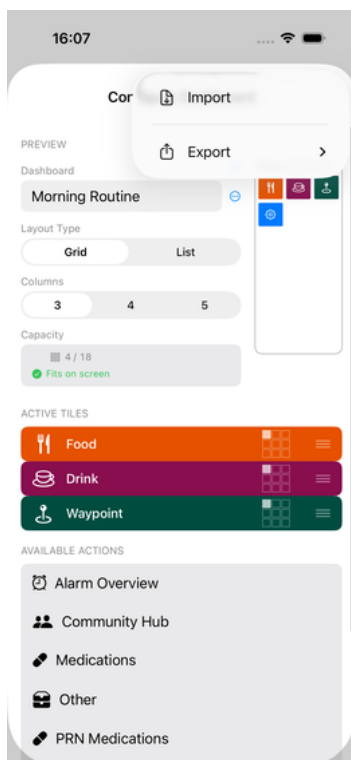 16:07
Cor
Import
Export
PREVIEW
Dashboard
Morning Routine
Layout Type
Grid List
Columns
3 4 5
Capacity
4 / 18
Fits on screen
ACTIVE TILES
Food
Drink
Waypoint
AVAILABLE ACTIONS
Alarm Overview
Community Hub
Medications
Other
PRN Medications